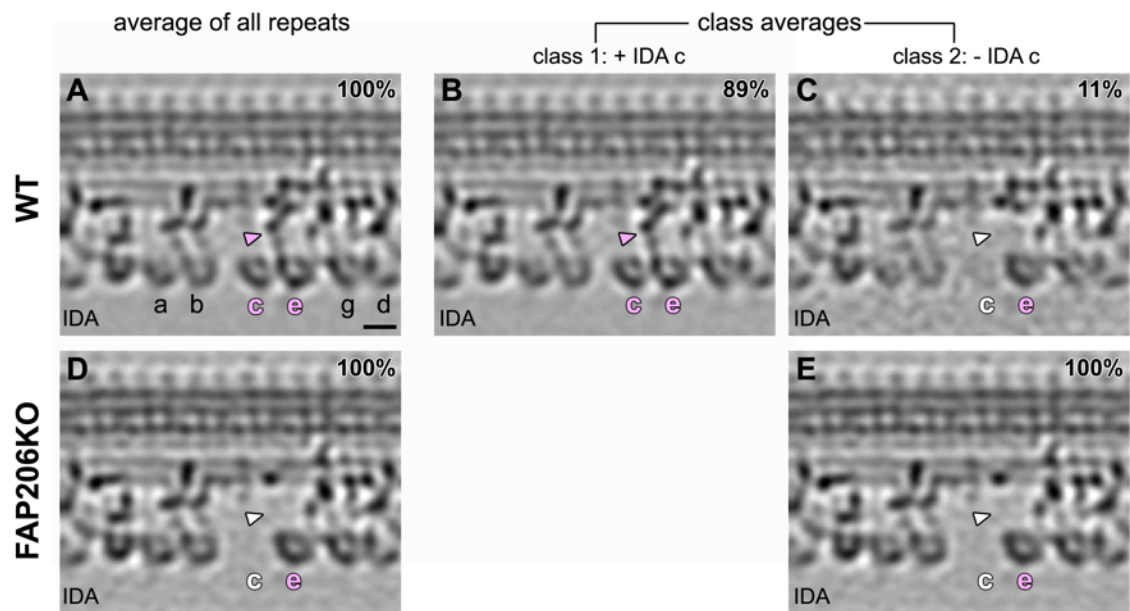 average of all repeats
class averages
class 1: + IDA c
class 2: - IDA c
WT
A
100%
a b c e g d
IDA
B
89%
c e
IDA
C
11%
c e
IDA
FAP206KO
D
100%
c e
IDA
E
100%
c e
IDA